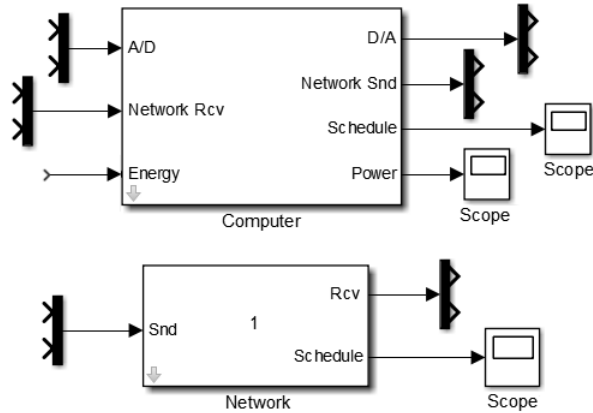 A/D
D/A
Network Rcv
Network Snd
Schedule
Energy
Power
Scope
Scope
Computer
Rcv
Snd
1
Schedule
Network
Scope